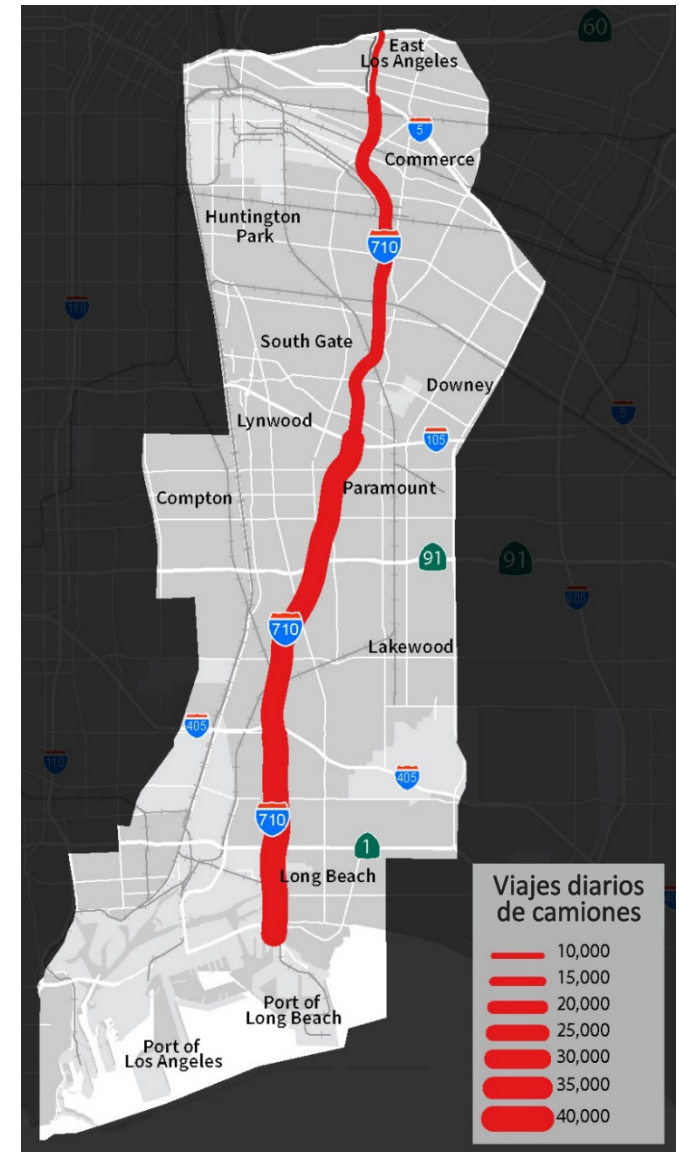 60
East
Los Angeles
5
Commerce
Huntington
Park
710
110
South Gate
Downey
5
Lynwood
105
Compton
Paramount
91
91
605
710
Lakewood
405
110
405
710
1
Long Beach
Port of
Long Beach
Port of
Los Angeles
Viajes diarios
de camiones
10,000
15,000
20,000
25,000
30,000
35,000
40,000